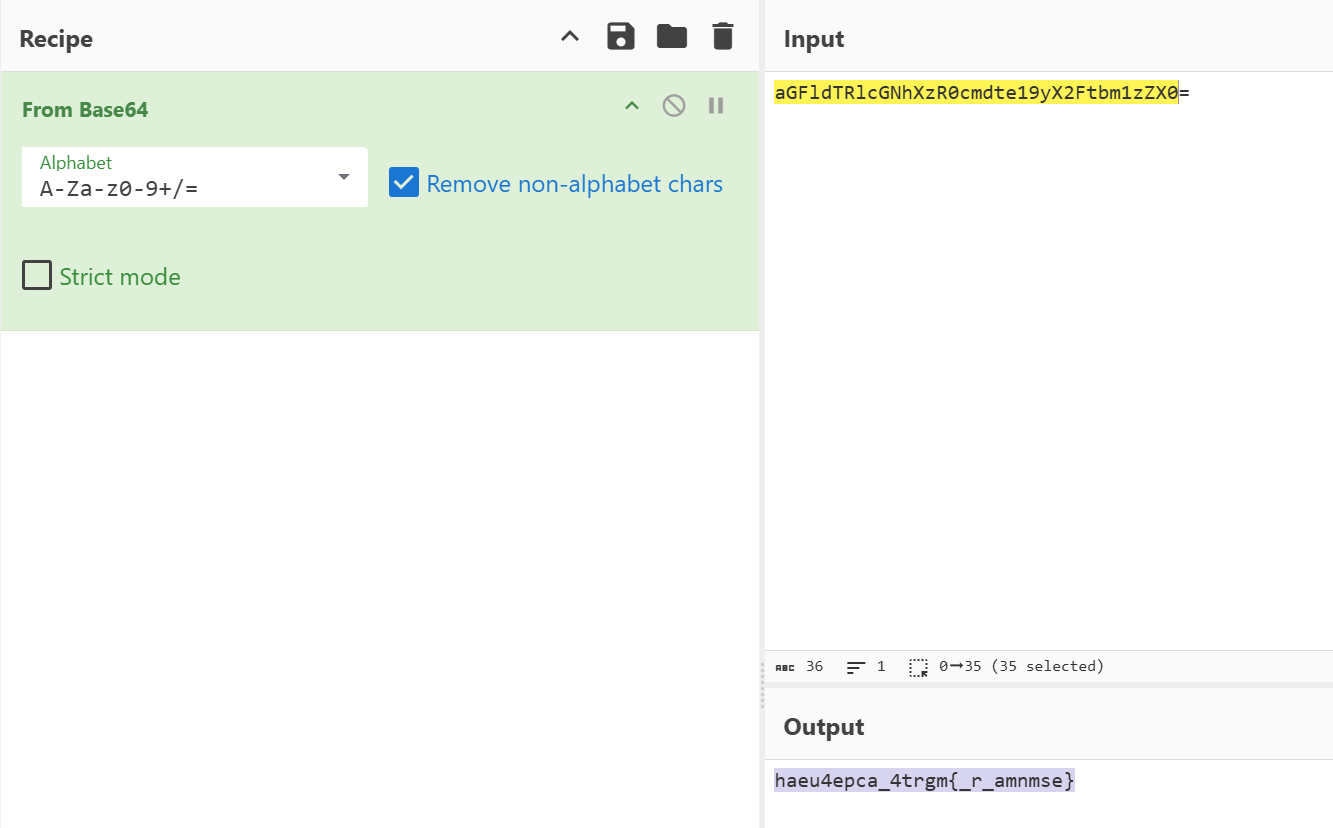 Recipe
From Base64
Alphabet
A-Za-z0-9+/=
Remove non-alphabet chars
Strict mode
Input
aGFldTRlcGNhXzR0cmdte19yX2Ftbm1zZX0=
ABC 36 1 0→35 (35 selected)
Output
haeu4epca_4trgm{_r_amnmse}